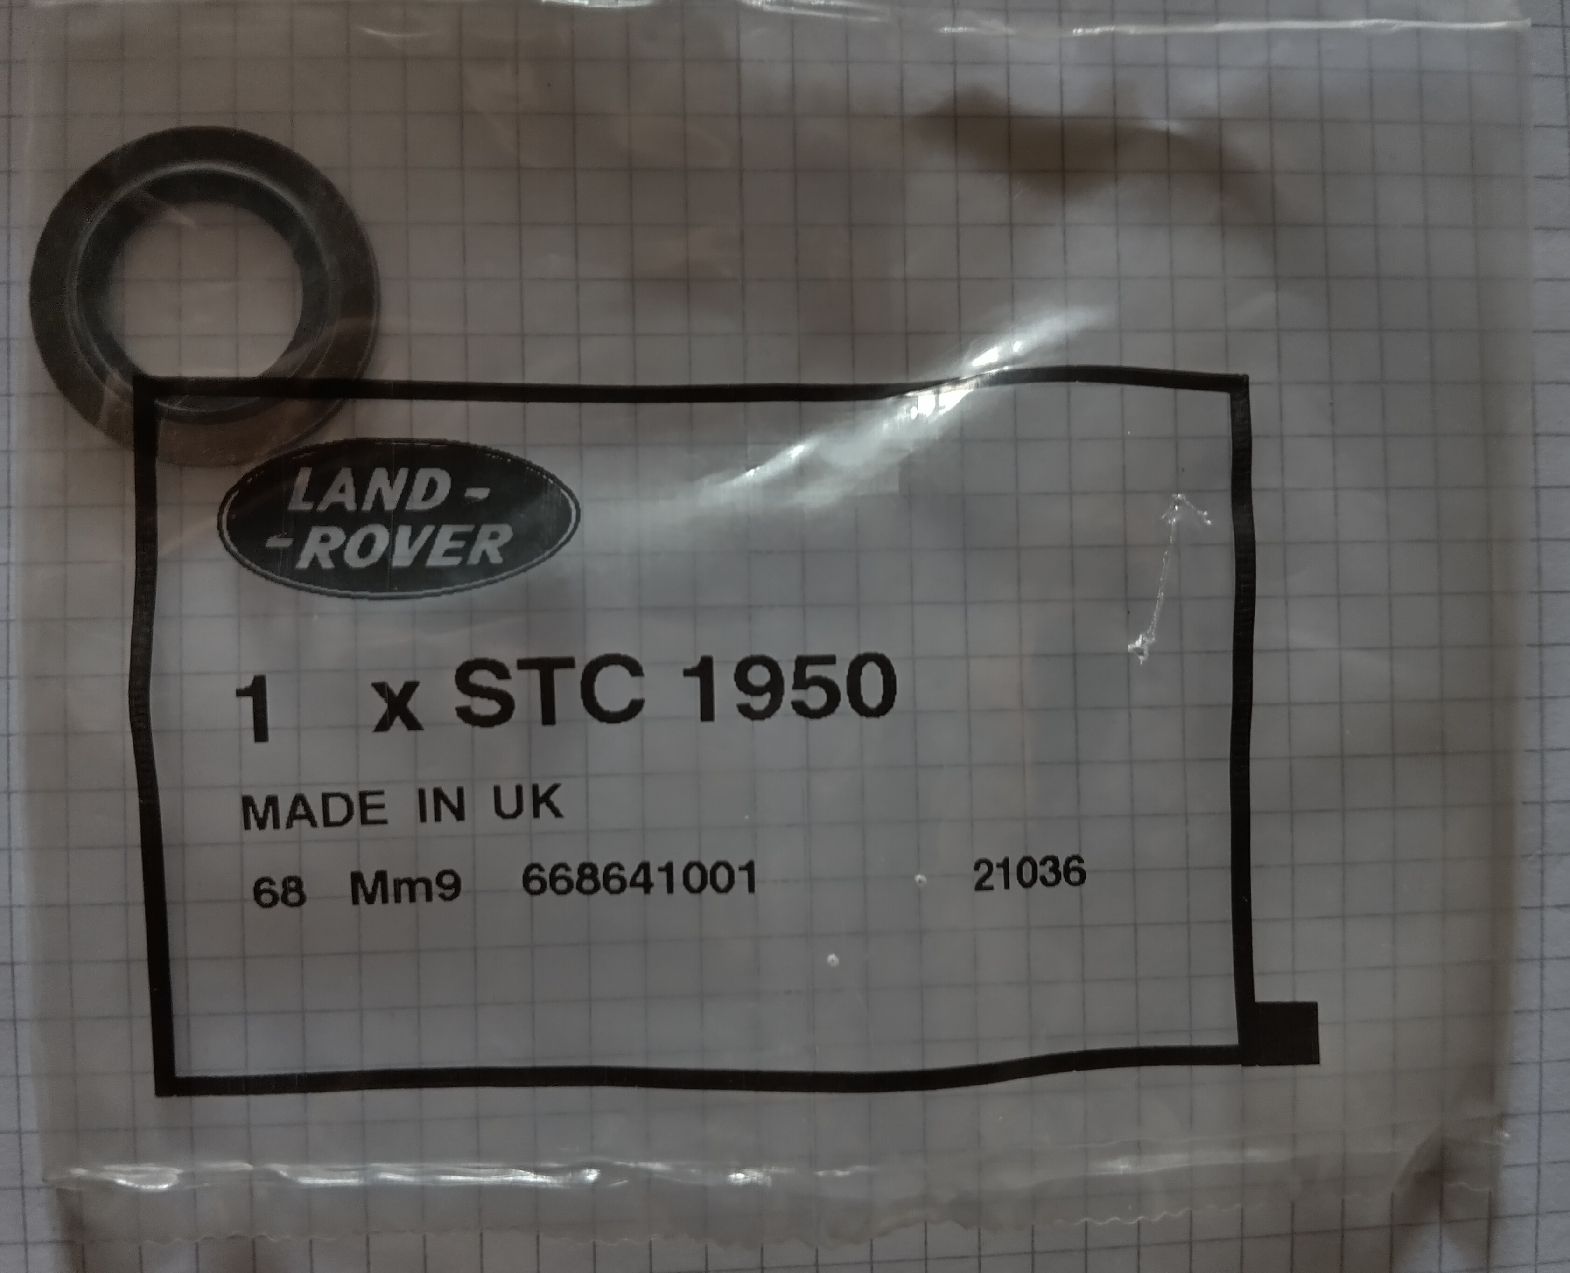 LAND-
-ROVER
1 x STC 1950
MADE IN UK
68 Mm9 668641001 21036